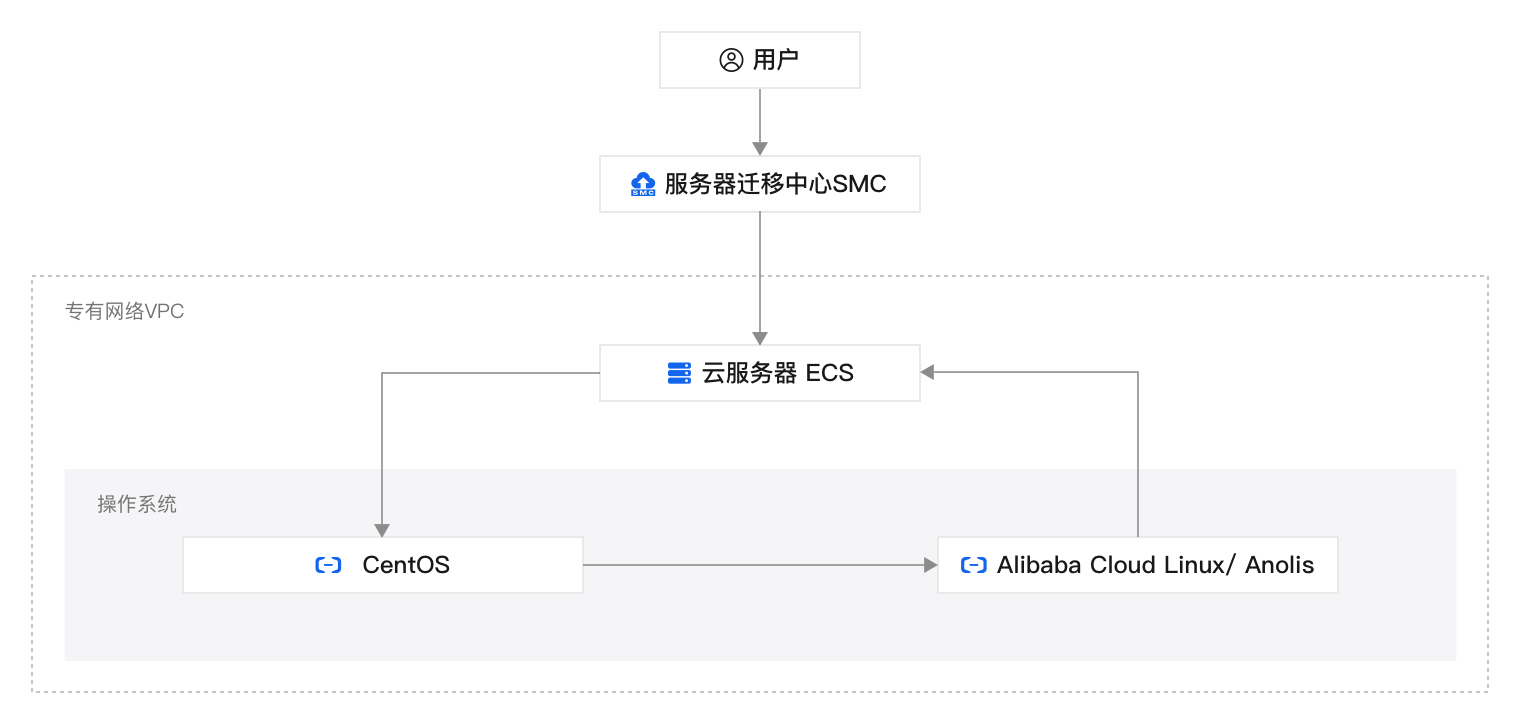 用户
SMC
服务器迁移中心SMC
专有网络VPC
云服务器 ECS
操作系统
CentOS
Alibaba Cloud Linux/ Anolis